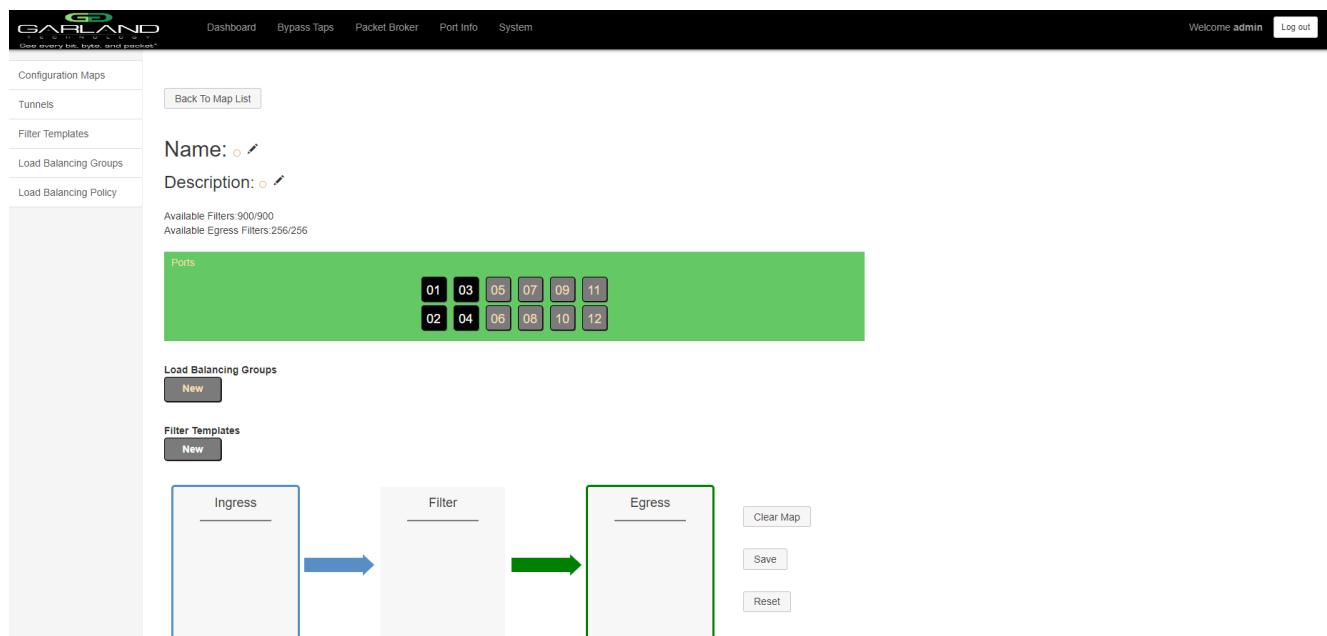 GARLAND
TECHNOLOGY
See every bit, byte, and packet
Dashboard Bypass Taps Packet Broker Port Info System
Welcome admin Log out
Configuration Maps
Tunnels
Filter Templates
Load Balancing Groups
Load Balancing Policy
Back To Map List
Name:
Description:
Available Filters:900/900
Available Egress Filters:256/256
Ports
01 03 05 07 09 11
02 04 06 08 10 12
Load Balancing Groups
New
Filter Templates
New
Ingress Filter Egress
Clear Map
Save
Reset